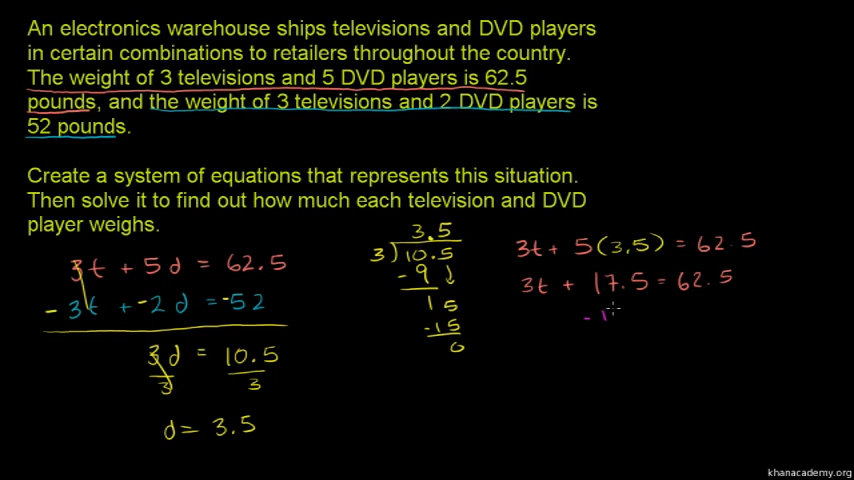 An electronics warehouse ships televisions and DVD players
in certain combinations to retailers throughout the country.
The weight of 3 televisions and 5 DVD players is 62.5
pounds, and the weight of 3 televisions and 2 DVD players is
52 pounds.
Create a system of equations that represents this situation.
Then solve it to find out how much each television and DVD
player weighs.
3t + 5d = 62.5
- 3t + -2d = -52
3d = 10.5
3 3
d = 3.5
3.5
3)10.5
-9↓
15
-15
0
3t + 5(3.5) = 62.5
3t + 17.5 = 62.5
- 1
khanacademy.org